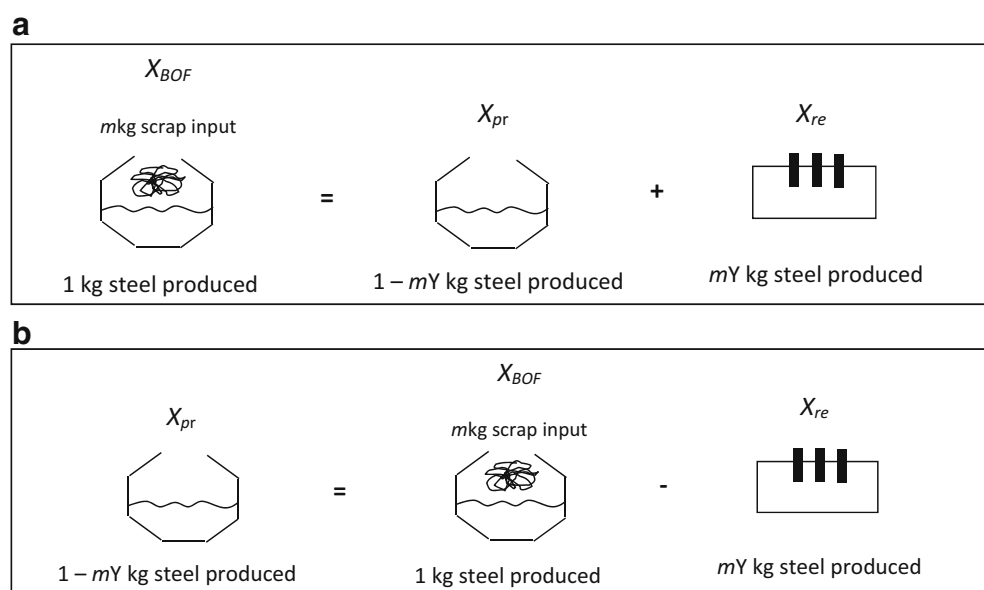 a
X_BOF
mkg scrap input
X_pr
X_re
=
+
1 kg steel produced
1 – mY kg steel produced
mY kg steel produced
b
X_BOF
X_pr
mkg scrap input
X_re
=
-
1 – mY kg steel produced
1 kg steel produced
mY kg steel produced